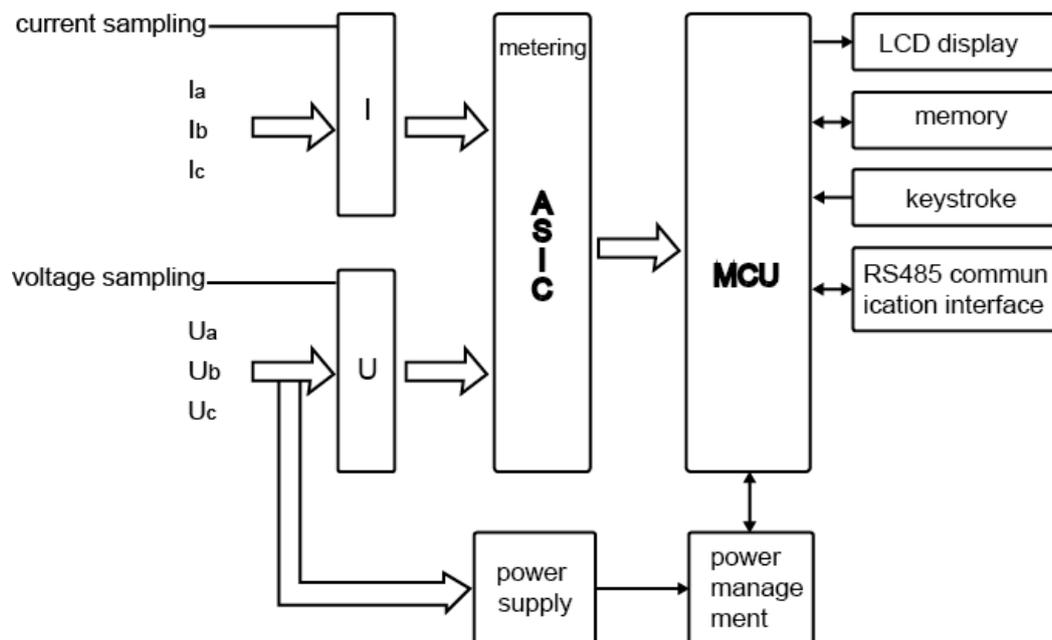 current sampling
Ia
Ib
Ic
I
voltage sampling
Ua
Ub
Uc
U
metering
A
S
I
C
MCU
LCD display
memory
keystroke
RS485 commun
ication interface
power
supply
power
manage
ment